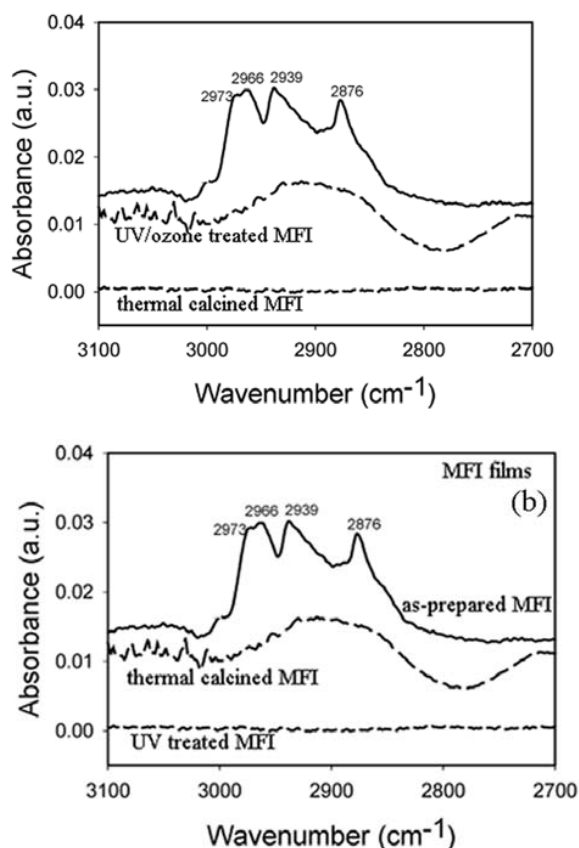 0.04
2973
2966
2939
2876
0.03
0.02
0.01
0.00
Absorbance (a.u.)
UV/ozone treated MFI
thermal calcined MFI
3100 3000 2900 2800 2700
Wavenumber (cm-1)
0.04
MFI films
(b)
2973
2966
2939
2876
0.03
0.02
0.01
0.00
Absorbance (a.u.)
as-prepared MFI
thermal calcined MFI
UV treated MFI
3100 3000 2900 2800 2700
Wavenumber (cm-1)